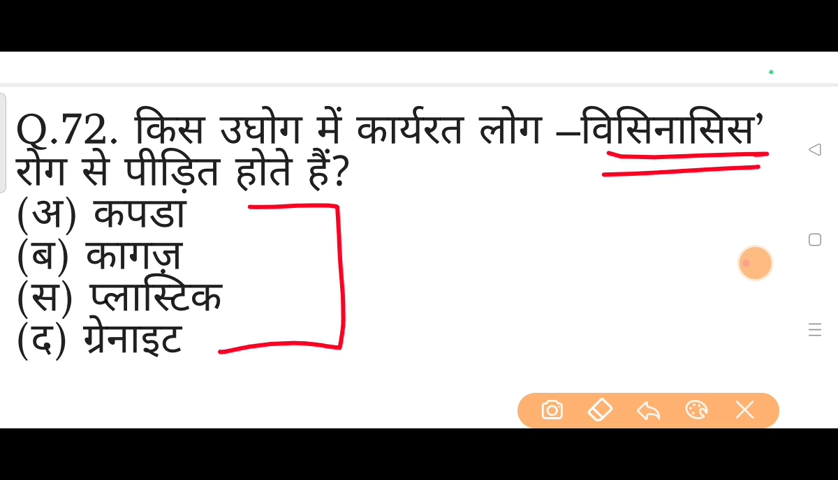 Q.72. किस उघोग में कार्यरत लोग –विसिनासिस’
रोग से पीड़ित होते हैं?
(अ) कपडा
(ब) कागज़
(स) प्लास्टिक
(द) ग्रेनाइट